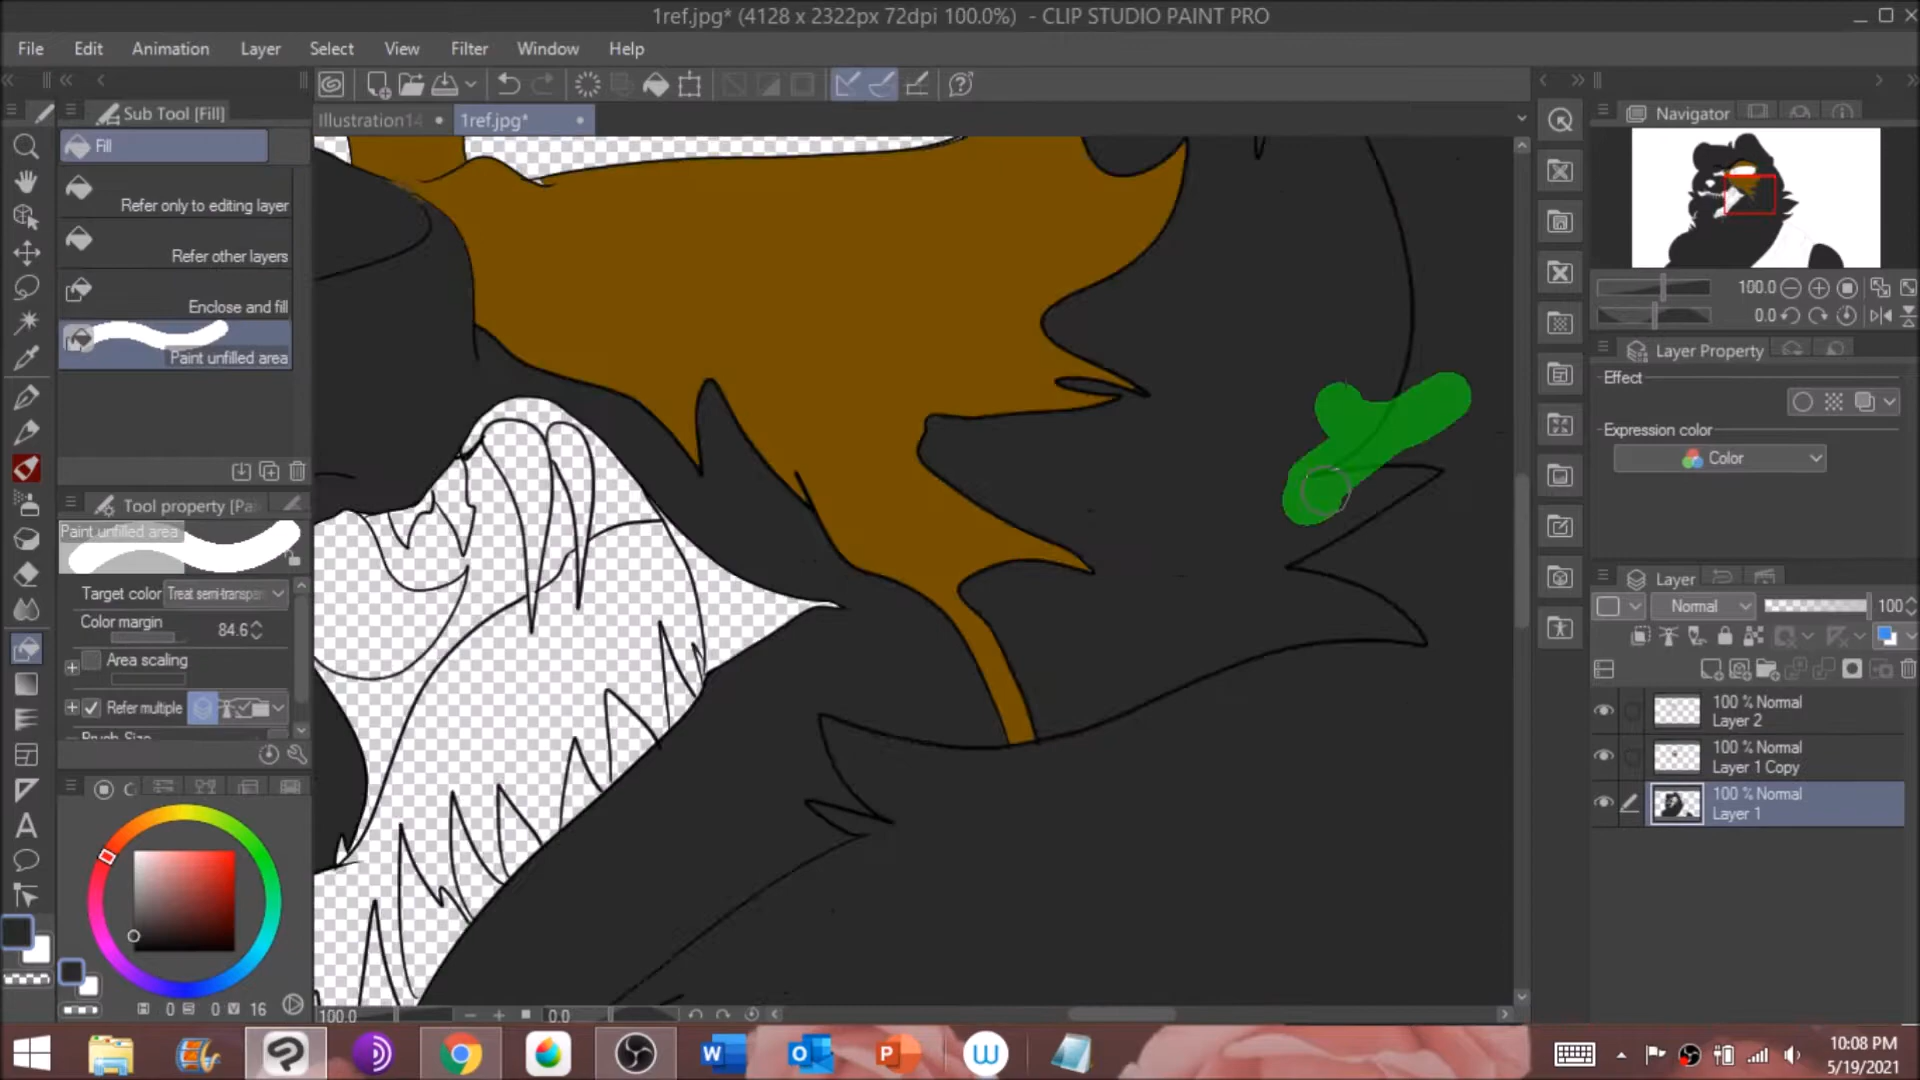 1ref.jpg* (4128 x 2322px 72dpi 100.0%)  - CLIP STUDIO PAINT PRO
File Edit Animation Layer Select View Filter Window Help
Sub Tool [Fill]
Illustration14
1ref.jpg*
Navigator
Fill
Refer only to editing layer
Refer other layers
Enclose and fill
Paint unfilled area
100.0
0.0
Layer Property
Effect
Expression color
Color
Tool property [Pai
Paint unfilled area
Target color Treat semi-transpar
Color margin
84.6
Area scaling
Refer multiple
Brush Size
Layer
Normal
100
100 % Normal
Layer 2
100 % Normal
Layer 1 Copy
100 % Normal
Layer 1
0 0 16
100.0
0.0
10:08 PM
5/19/2021